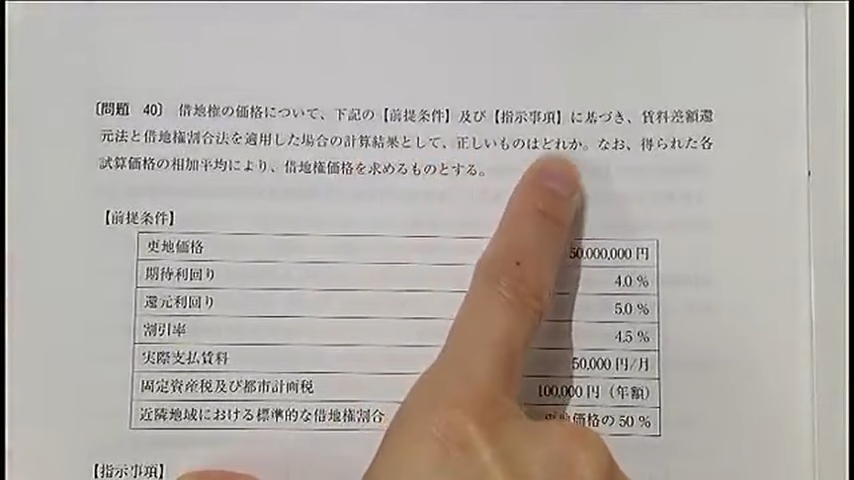 〔問題 40〕 借地権の価格について、下記の【前提条件】及び【指示事項】に基づき、賃料差額還
元法と借地権割合法を適用した場合の計算結果として、正しいものはどれか。なお、得られた各
試算価格の相加平均により、借地権価格を求めるものとする。
【前提条件】
更地価格 50,000,000 円
期待利回り 4.0 %
還元利回り 5.0 %
割引率 4.5 %
実際支払賃料 50,000 円/月
固定資産税及び都市計画税 100,000 円（年額）
近隣地域における標準的な借地権割合 更地価格の 50 %
【指示事項】